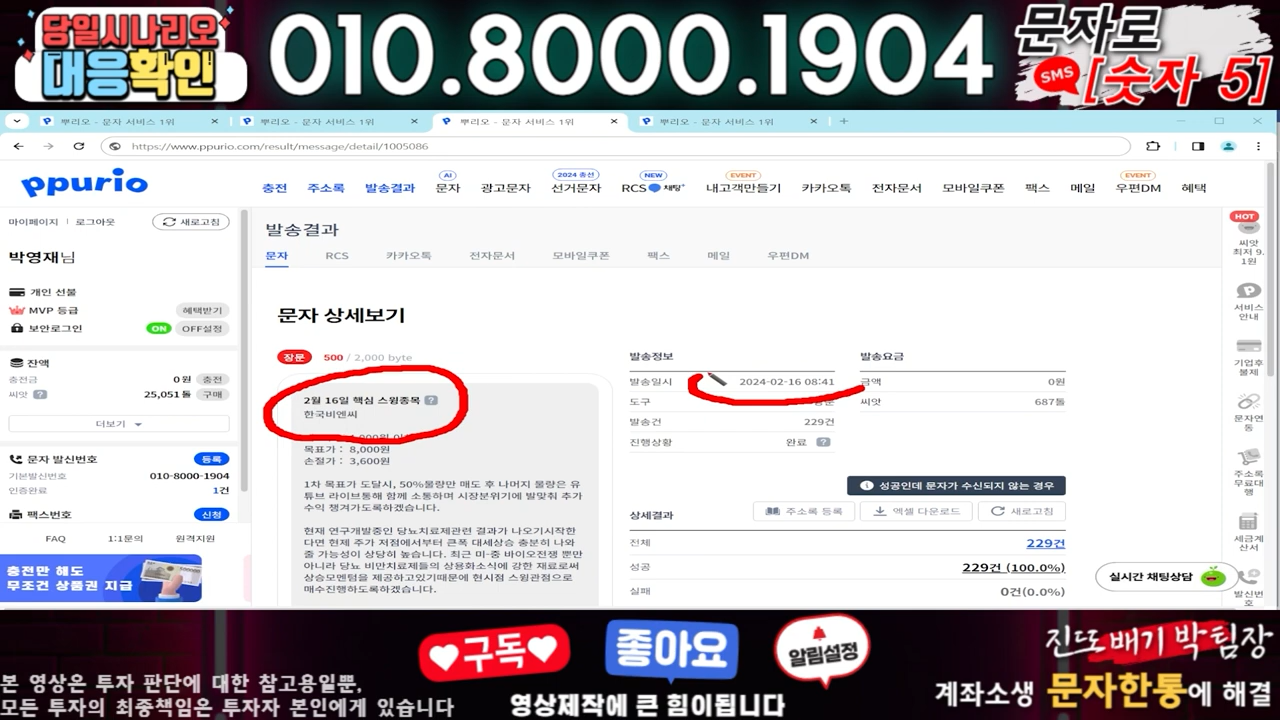 당일시나리오
대응확인
010.8000.1904
문자로
SMS [숫자 5]
뿌리오 - 문자 서비스 1위
뿌리오 - 문자 서비스 1위
뿌리오 - 문자 서비스 1위
뿌리오 - 문자 서비스 1위
https://www.ppurio.com/result/message/detail/1005086
ppurio
AI
2024 총선
NEW
EVENT
EVENT
충전 주소록 발송결과 문자 광고문자 선거문자 RCS 채팅+ 내고객만들기 카카오톡 전자문서 모바일쿠폰 팩스 메일 우편DM 혜택
마이페이지 | 로그아웃
새로고침
박영재님
개인 선불
MVP 등급 혜택받기
보안로그인 ON OFF설정
잔액
충전금 0원 충전
씨앗 ? 25,051톨 구매
더보기
문자 발신번호 등록
기본발신번호 010-8000-1904
인증완료 1건
팩스번호 신청
FAQ 1:1문의 원격지원
충전만 해도
무조건 상품권 지급
발송결과
문자 RCS 카카오톡 전자문서 모바일쿠폰 팩스 메일 우편DM
문자 상세보기
장문 500 / 2,000 byte
2월 16일 핵심 스윙종목 ?
한국비엔씨
목표가 : 8,000원
손절가 : 3,600원
1차 목표가 도달시, 50%물량만 매도 후 나머지 물량은 유
튜브 라이브통해 함께 소통하며 시장분위기에 발맞춰 추가
수익 챙겨가도록하겠습니다.
현재 연구개발중인 당뇨치료제관련 결과가 나오기시작한
다면 현재 주가 저점에서부터 큰폭 대세상승 충분히 나와
줄 가능성이 상당히 높습니다. 최근 미-중 바이오전쟁 뿐만
아니라 당뇨 비만치료제들의 상용화소식에 강한 재료로써
상승모멘텀을 제공하고있기때문에 현시점 스윙관점으로
매수진행하도록하겠습니다.
발송정보
발송일시 2024-02-16 08:41
도구
발송건 229건
진행상황 완료 ?
발송요금
금액 0원
씨앗 687톨
성공인데 문자가 수신되지 않는 경우
상세결과
주소록 등록
엑셀 다운로드
새로고침
전체 229건
성공 229건 (100.0%)
실패 0건(0.0%)
HOT
씨앗
최저 9.
1원
서비스
안내
기업후
불제
문자연
동
주소록
무료대
행
세금계
산서
발신번
호
실시간 채팅상담
구독
좋아요
알림설정
영상제작에 큰 힘이됩니다
본 영상은 투자 판단에 대한 참고용일뿐,
모든 투자의 최종책임은 투자자 본인에게 있습니다
진또배기 박팀장
계좌소생 문자한통에 해결